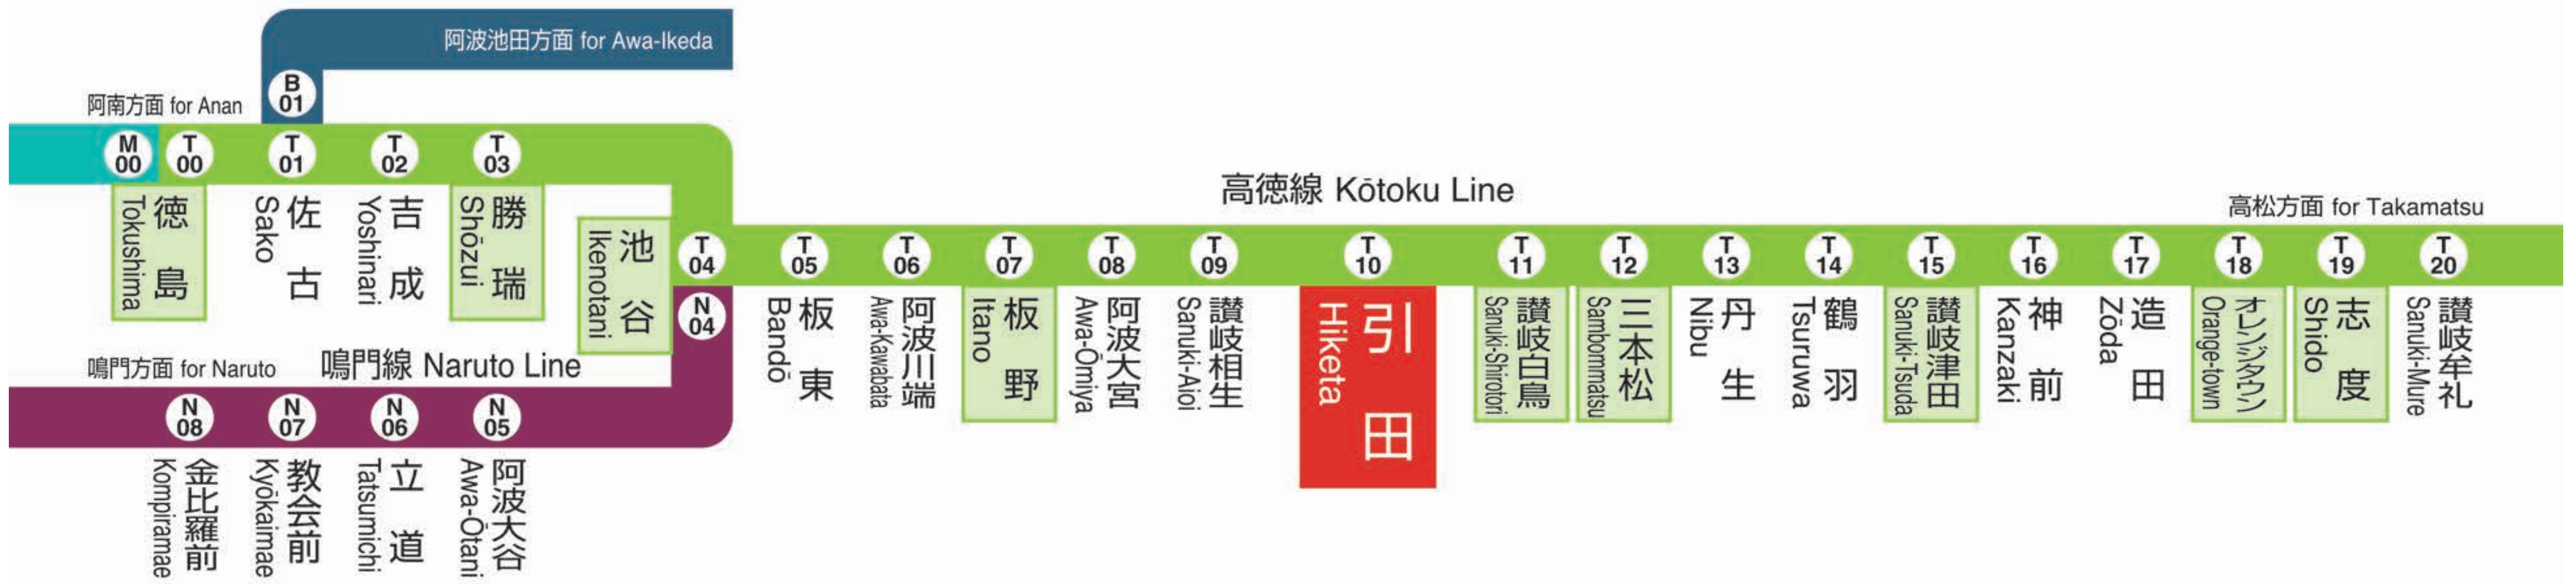 阿波池田方面 for Awa-Ikeda
B
01
阿南方面 for Anan
M
00
T
00
T
01
T
02
T
03
徳島
Tokushima
佐古
Sako
吉成
Yoshinari
勝瑞
Shōzui
池谷
Ikenotani
高徳線 Kōtoku Line
高松方面 for Takamatsu
T
04
T
05
T
06
T
07
T
08
T
09
T
10
T
11
T
12
T
13
T
14
T
15
T
16
T
17
T
18
T
19
T
20
N
04
板東
Bandō
阿波川端
Awa-Kawabata
板野
Itano
阿波大宮
Awa-Ōmiya
讃岐相生
Sanuki-Aioi
引田
Hiketa
讃岐白鳥
Sanuki-Shirotori
三本松
Sambommatsu
丹生
Nibu
鶴羽
Tsuruwa
讃岐津田
Sanuki-Tsuda
神前
Kanzaki
造田
Zōda
オレンジタウン
Orange-town
志度
Shido
讃岐牟礼
Sanuki-Mure
鳴門方面 for Naruto
鳴門線 Naruto Line
N
08
N
07
N
06
N
05
金比羅前
Kompiramae
教会前
Kyōkaimae
立道
Tatsumichi
阿波大谷
Awa-Ōtani